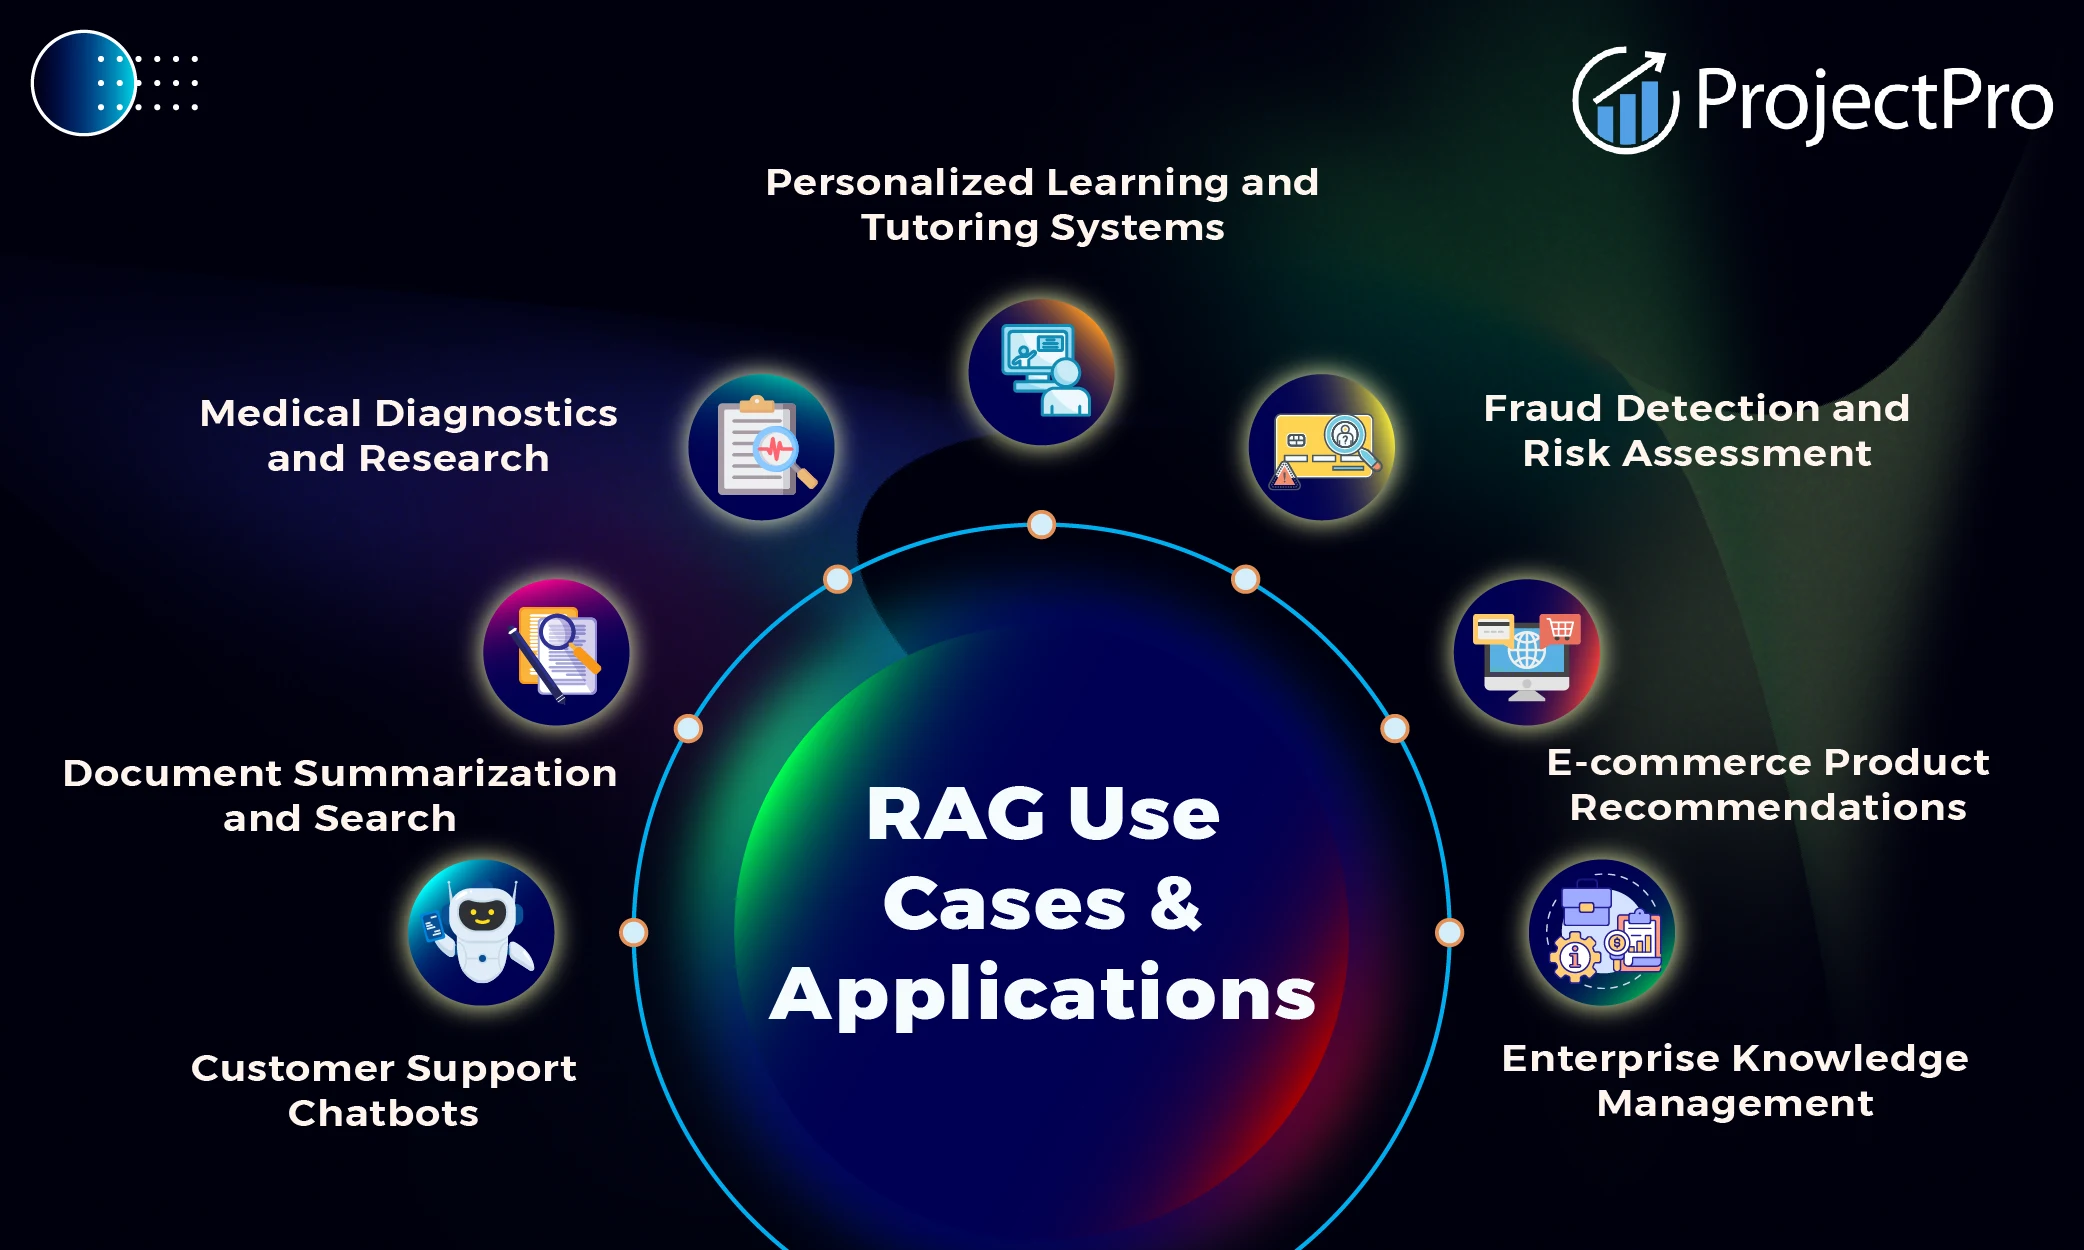 ProjectPro
Personalized Learning and
Tutoring Systems
Medical Diagnostics
and Research
Fraud Detection and
Risk Assessment
Document Summarization
and Search
E-commerce Product
Recommendations
RAG Use
Cases &
Applications
Customer Support
Chatbots
Enterprise Knowledge
Management